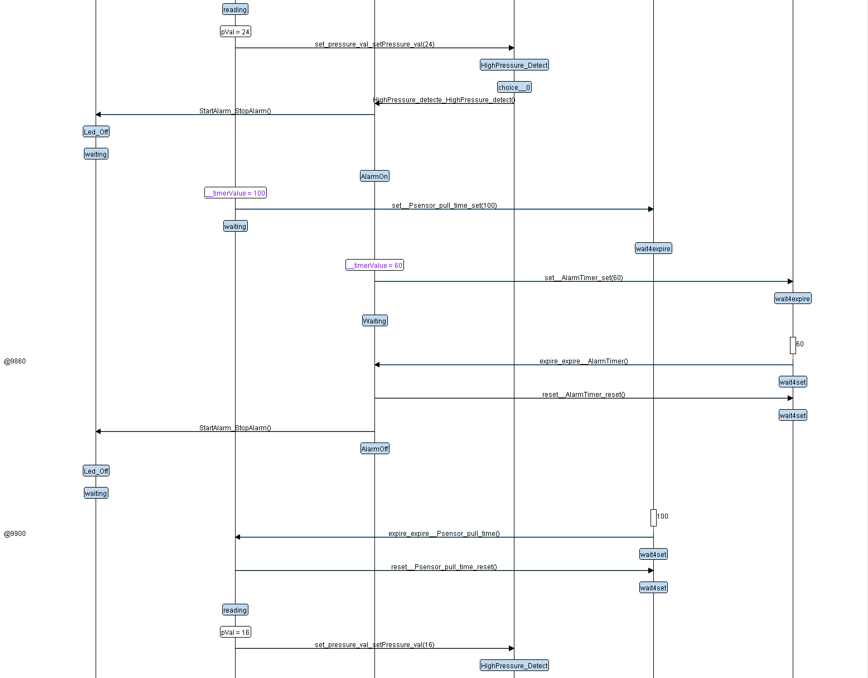 reading
pVal = 24
set_pressure_val_setPressure_val(24)
HighPressure_Detect
choice__0
HighPressure_detecte_HighPressure_detect()
StartAlarm_StopAlarm()
Led_Off
waiting
AlarmOn
__timerValue = 100
set__Psensor_pull_time_set(100)
waiting
wait4expire
__timerValue = 60
set__AlarmTimer_set(60)
wait4expire
Waiting
60
@9860
expire_expire__AlarmTimer()
wait4set
reset__AlarmTimer_reset()
wait4set
StartAlarm_StopAlarm()
AlarmOff
Led_Off
waiting
100
@9900
expire_expire__Psensor_pull_time()
wait4set
reset__Psensor_pull_time_reset()
wait4set
reading
pVal = 16
set_pressure_val_setPressure_val(16)
HighPressure_Detect